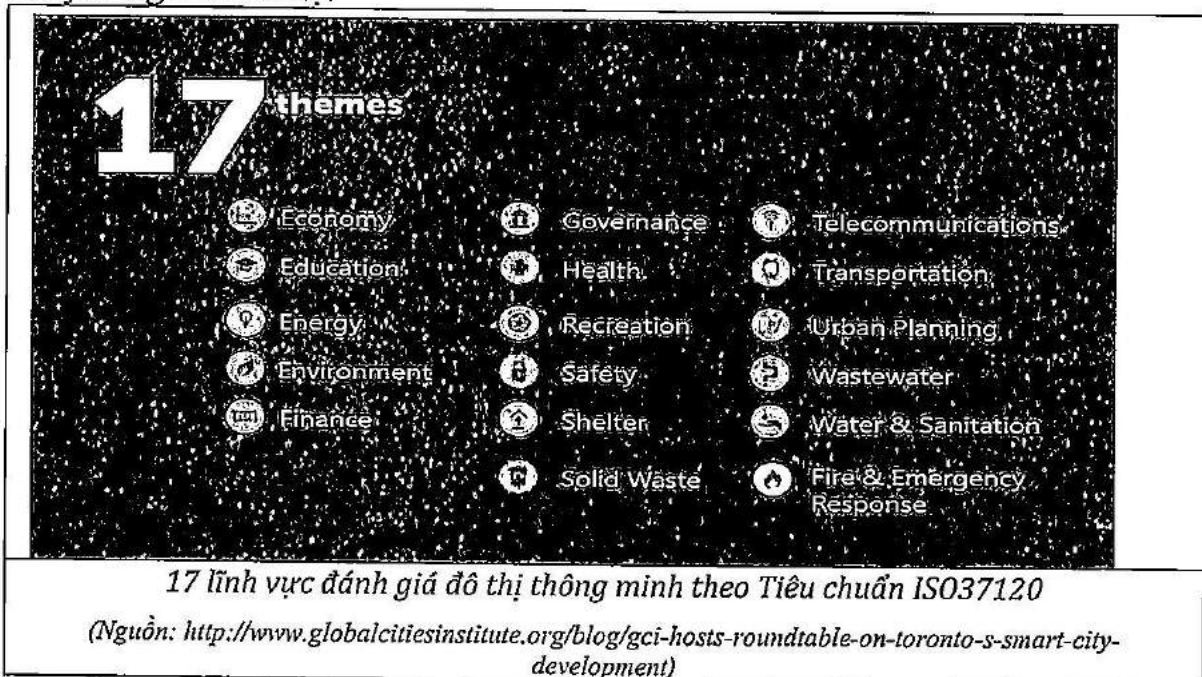 17 themes
Economy
Education
Energy
Environment
Finance
Governance
Health
Recreation
Safety
Shelter
Solid Waste
Telecommunications
Transportation
Urban Planning
Wastewater
Water & Sanitation
Fire & Emergency
Response
17 lĩnh vực đánh giá đô thị thông minh theo Tiêu chuẩn ISO37120
(Nguồn: http://www.globalcitiesinstitute.org/blog/gci-hosts-roundtable-on-toronto-s-smart-city-
development)